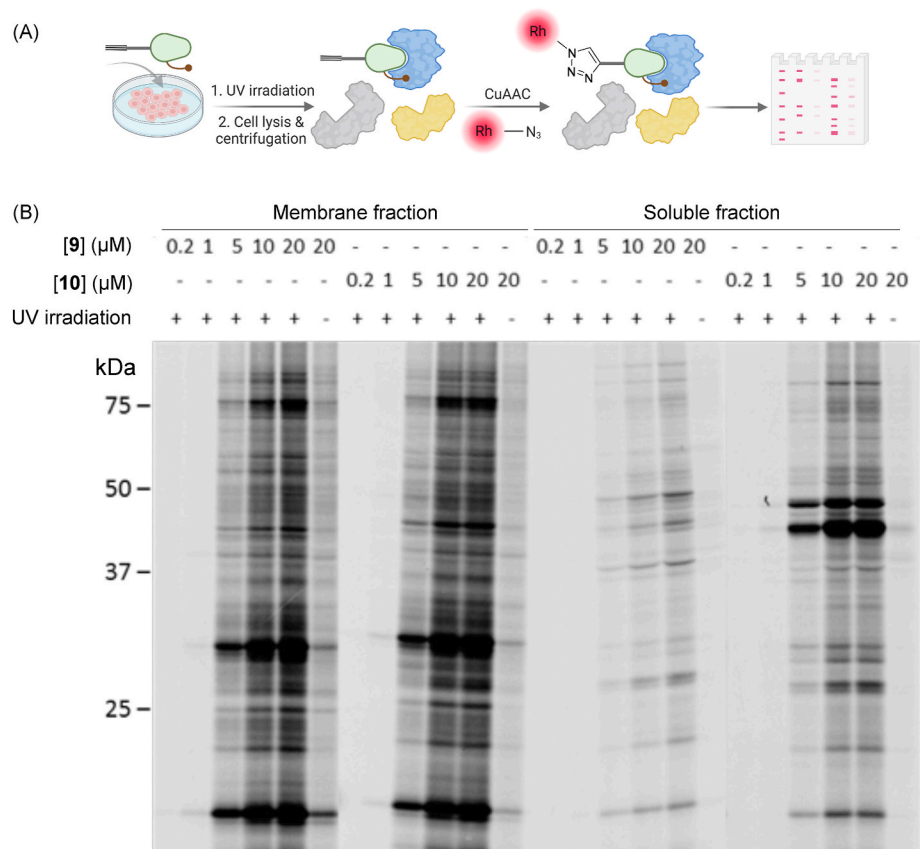 (A)
Rh
N
N
N
1. UV irradiation
2. Cell lysis &
centrifugation
CuAAC
Rh — N3
(B)
Membrane fraction Soluble fraction
[9] (µM) 0.2 1 5 10 20 20 - - - - - - 0.2 1 5 10 20 20 - - - - - -
[10] (µM) - - - - - - 0.2 1 5 10 20 20 - - - - - - 0.2 1 5 10 20 20
UV irradiation + + + + + - + + + + + - + + + + + - + + + + + -
kDa
75
50
37
25